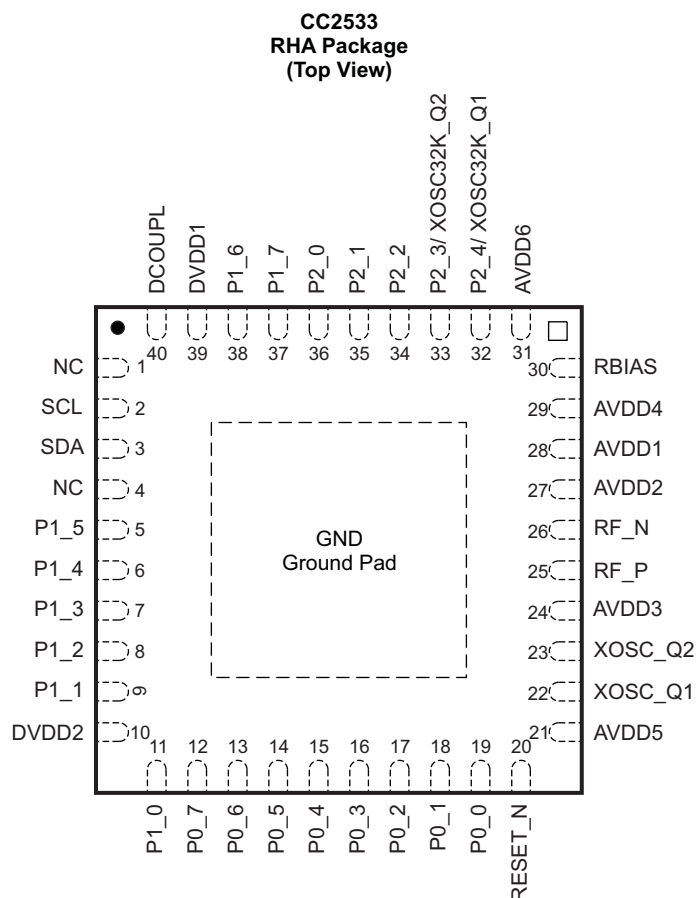 CC2533
RHA Package
(Top View)
DCOUPL
DVDD1
P1_6
P1_7
P2_0
P2_1
P2_2
P2_3/ XOSC32K_Q2
P2_4/ XOSC32K_Q1
AVDD6
40 39 38 37 36 35 34 33 32 31
NC 1
SCL 2
SDA 3
NC 4
P1_5 5
P1_4 6
P1_3 7
P1_2 8
P1_1 9
DVDD2 10
GND
Ground Pad
30 RBIAS
29 AVDD4
28 AVDD1
27 AVDD2
26 RF_N
25 RF_P
24 AVDD3
23 XOSC_Q2
22 XOSC_Q1
21 AVDD5
11 12 13 14 15 16 17 18 19 20
P1_0
P0_7
P0_6
P0_5
P0_4
P0_3
P0_2
P0_1
P0_0
RESET_N